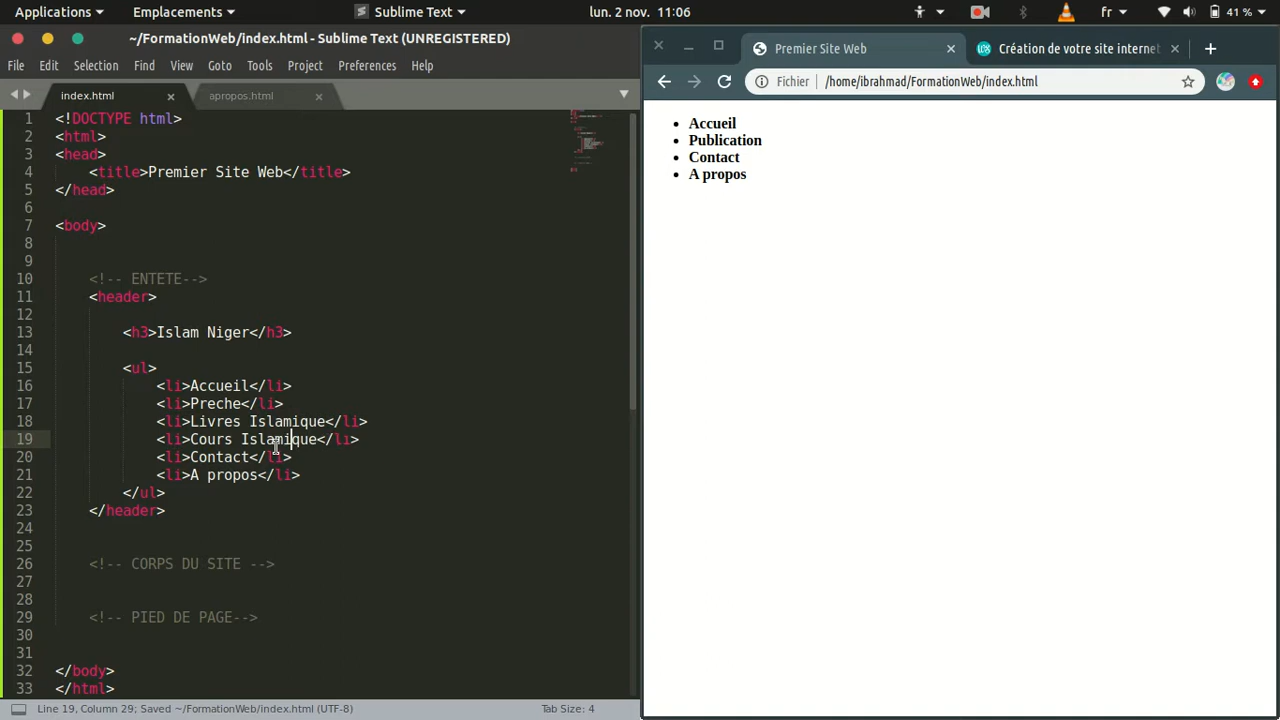 Applications Emplacements Sublime Text lun. 2 nov. 11:06 fr 41 %
~/FormationWeb/index.html - Sublime Text (UNREGISTERED)
File Edit Selection Find View Goto Tools Project Preferences Help
index.html apropos.html
1 <!DOCTYPE html>
2 <html>
3 <head>
4 <title>Premier Site Web</title>
5 </head>
6
7 <body>
8
9
10 <!-- ENTETE-->
11 <header>
12
13 <h3>Islam Niger</h3>
14
15 <ul>
16 <li>Accueil</li>
17 <li>Preche</li>
18 <li>Livres Islamique</li>
19 <li>Cours Islamique</li>
20 <li>Contact</li>
21 <li>A propos</li>
22 </ul>
23 </header>
24
25
26 <!-- CORPS DU SITE -->
27
28
29 <!-- PIED DE PAGE-->
30
31
32 </body>
33 </html>
Line 19, Column 29; Saved ~/FormationWeb/index.html (UTF-8) Tab Size: 4
Premier Site Web Création de votre site internet
Fichier /home/ibrahmad/FormationWeb/index.html
Accueil
Publication
Contact
A propos